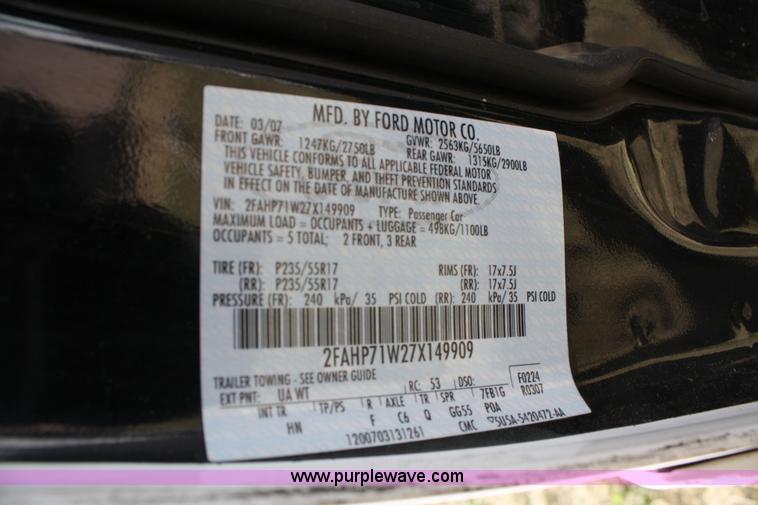 MFD. BY FORD MOTOR CO.
DATE: 03/07 GVWR: 2563KG/5650LB
FRONT GAWR: 1247KG/2750LB REAR GAWR: 1315KG/2900LB
THIS VEHICLE CONFORMS TO ALL APPLICABLE FEDERAL MOTOR
VEHICLE SAFETY, BUMPER, AND THEFT PREVENTION STANDARDS
IN EFFECT ON THE DATE OF MANUFACTURE SHOWN ABOVE.
VIN: 2FAHP71W27X149909 TYPE: Passenger Car
MAXIMUM LOAD = OCCUPANTS + LUGGAGE = 498KG/1100LB
OCCUPANTS = 5 TOTAL; 2 FRONT, 3 REAR
TIRE (FR): P235/55R17 RIMS (FR): 17x7.5J
(RR): P235/55R17 (RR): 17x7.5J
PRESSURE (FR): 240 kPa/ 35 PSI COLD (RR): 240 kPa/ 35 PSI COLD
2FAHP71W27X149909
TRAILER TOWING - SEE OWNER GUIDE F0224
EXT PNT: UA WT RC: 53 DSO: R0307
INT TR TP/PS R AXLE TR SPR 7FB1G
HN F C6 Q GG55 POA
1200703131261 CMC 5U5A-5420472-AA
www.purplewave.com